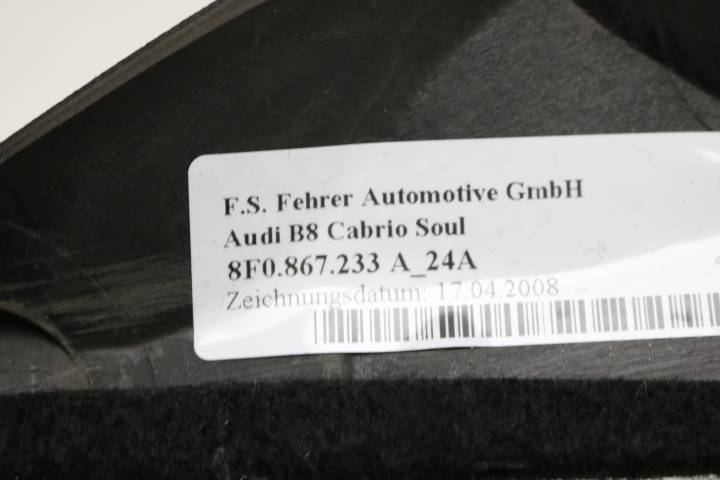 F.S. Fehrer Automotive GmbH
Audi B8 Cabrio Soul
8F0.867.233 A_24A
Zeichnungsdatum: 17.04.2008